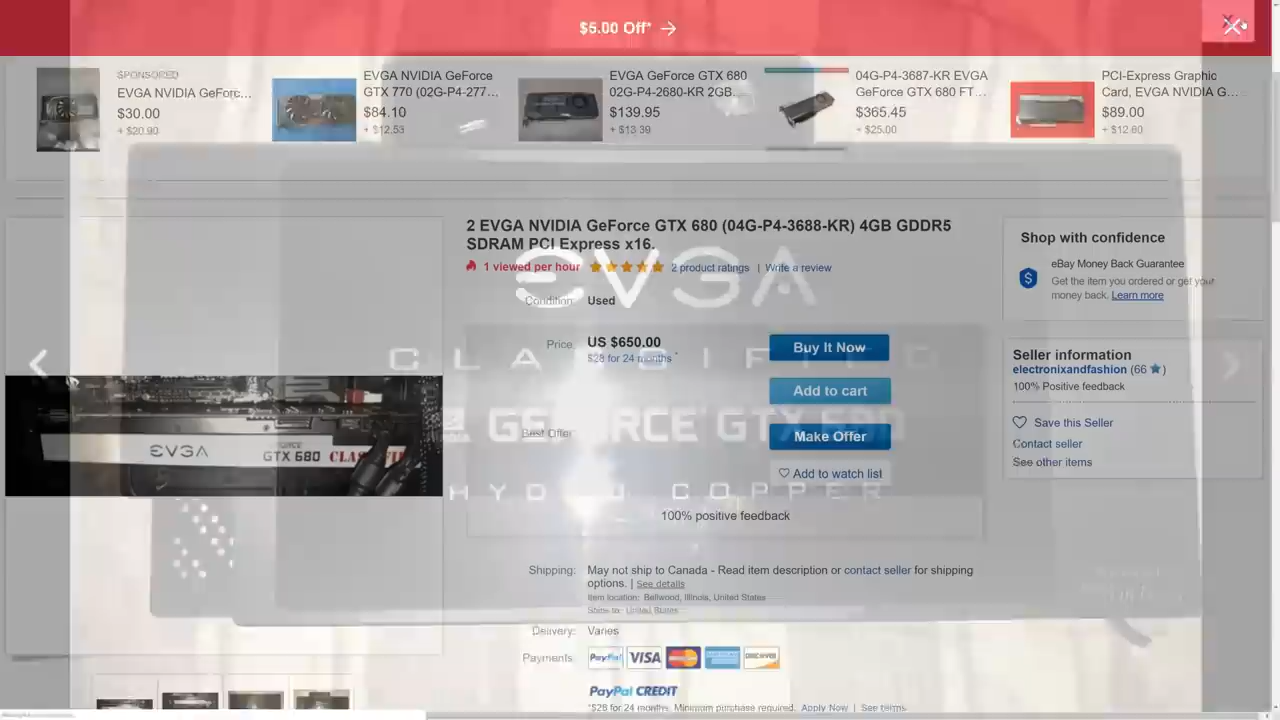 $5.00 Off* →
SPONSORED
EVGA NVIDIA GeForc...
$30.00
+ $20.90
EVGA NVIDIA GeForce
GTX 770 (02G-P4-277...
$84.10
+ $12.53
EVGA GeForce GTX 680
02G-P4-2680-KR 2GB...
$139.95
+ $13.39
04G-P4-3687-KR EVGA
GeForce GTX 680 FT...
$365.45
+ $25.00
PCI-Express Graphic
Card, EVGA NVIDIA G...
$89.00
+ $12.60
2 EVGA NVIDIA GeForce GTX 680 (04G-P4-3688-KR) 4GB GDDR5
SDRAM PCI Express x16.
1 viewed per hour
2 product ratings | Write a review
Condition: Used
Price: US $650.00
$28 for 24 months *
Best Offer:
Buy It Now
Add to cart
Make Offer
Add to watch list
100% positive feedback
Shipping: May not ship to Canada - Read item description or contact seller for shipping
options. | See details
Item location: Bellwood, Illinois, United States
Ships to: United States
Delivery: Varies
Payments:
PayPal VISA MasterCard DISCOVER
PayPal CREDIT
*$28 for 24 months. Minimum purchase required. Apply Now | See terms
Shop with confidence
eBay Money Back Guarantee
Get the item you ordered or get your
money back. Learn more
Seller information
electronixandfashion (66 ★ )
100% Positive feedback
Save this Seller
Contact seller
See other items
EVGA
CLASSIFIED
GEFORCE GTX 680
HYDRO COPPER
EVGA
GTX 680